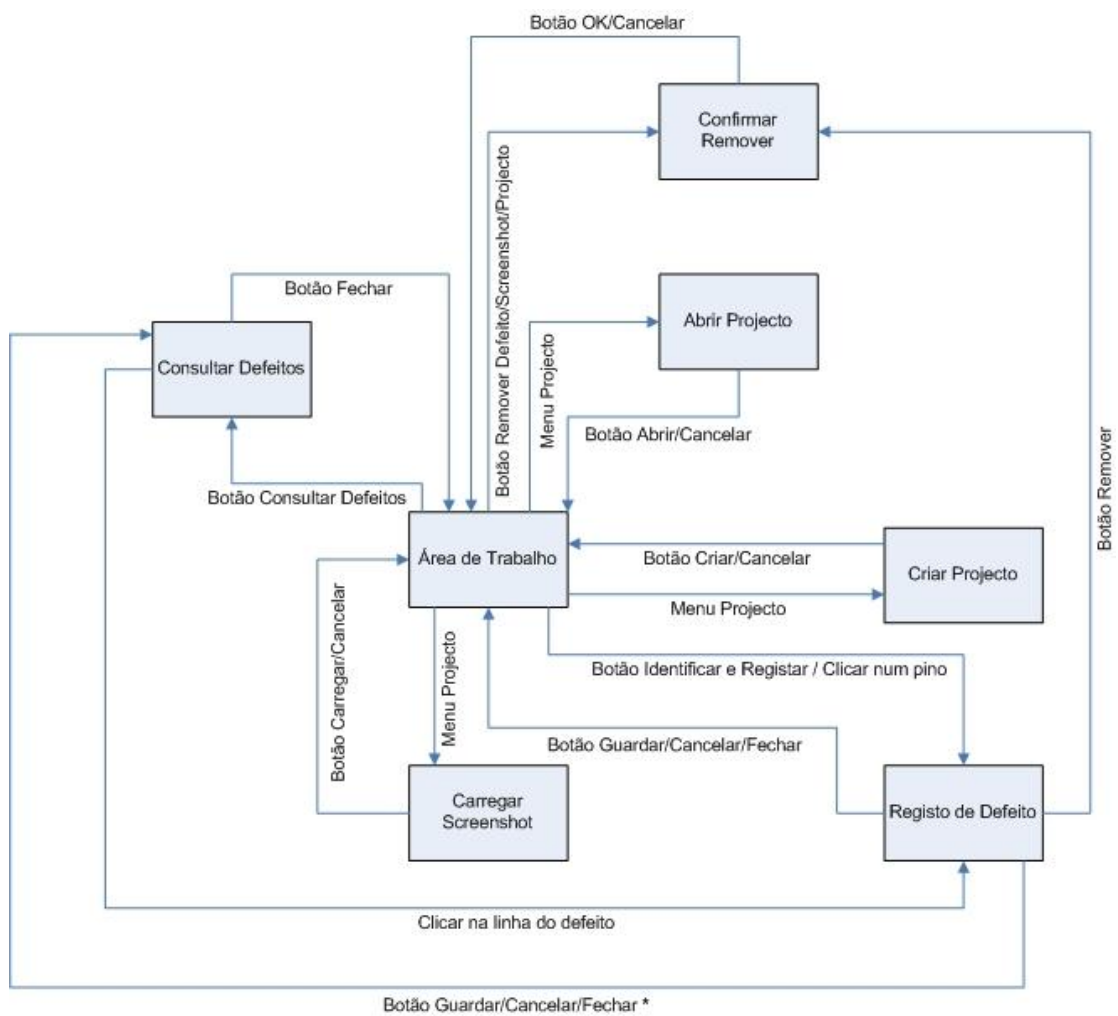 Botão OK/Cancelar
Confirmar
Remover
Botão Remover Defeito/Screenshot/Projecto
Botão Fechar
Abrir Projecto
Menu Projecto
Consultar Defeitos
Botão Abrir/Cancelar
Botão Remover
Botão Consultar Defeitos
Área de Trabalho
Botão Criar/Cancelar
Criar Projecto
Menu Projecto
Botão Carregar/Cancelar
Menu Projecto
Botão Identificar e Registar / Clicar num pino
Botão Guardar/Cancelar/Fechar
Carregar
Screenshot
Registo de Defeito
Clicar na linha do defeito
Botão Guardar/Cancelar/Fechar *